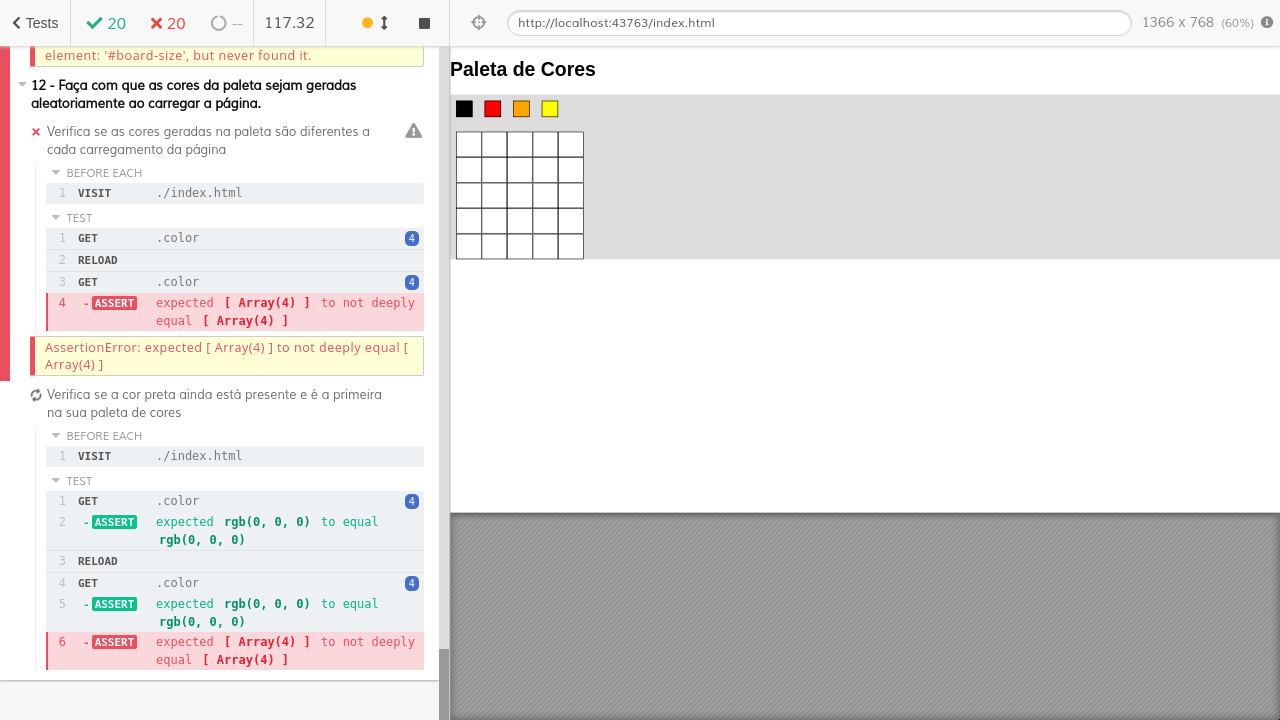 Tests
20
20
--
117.32
http://localhost:43763/index.html
1366 x 768 (60%)
element: '#board-size', but never found it.
12 - Faça com que as cores da paleta sejam geradas
aleatoriamente ao carregar a página.
Verifica se as cores geradas na paleta são diferentes a
cada carregamento da página
BEFORE EACH
1 VISIT ./index.html
TEST
1 GET .color 4
2 RELOAD
3 GET .color 4
4 - ASSERT expected [ Array(4) ] to not deeply
equal [ Array(4) ]
AssertionError: expected [ Array(4) ] to not deeply equal [
Array(4) ]
Verifica se a cor preta ainda está presente e é a primeira
na sua paleta de cores
BEFORE EACH
1 VISIT ./index.html
TEST
1 GET .color 4
2 - ASSERT expected rgb(0, 0, 0) to equal
rgb(0, 0, 0)
3 RELOAD
4 GET .color 4
5 - ASSERT expected rgb(0, 0, 0) to equal
rgb(0, 0, 0)
6 - ASSERT expected [ Array(4) ] to not deeply
equal [ Array(4) ]
Paleta de Cores